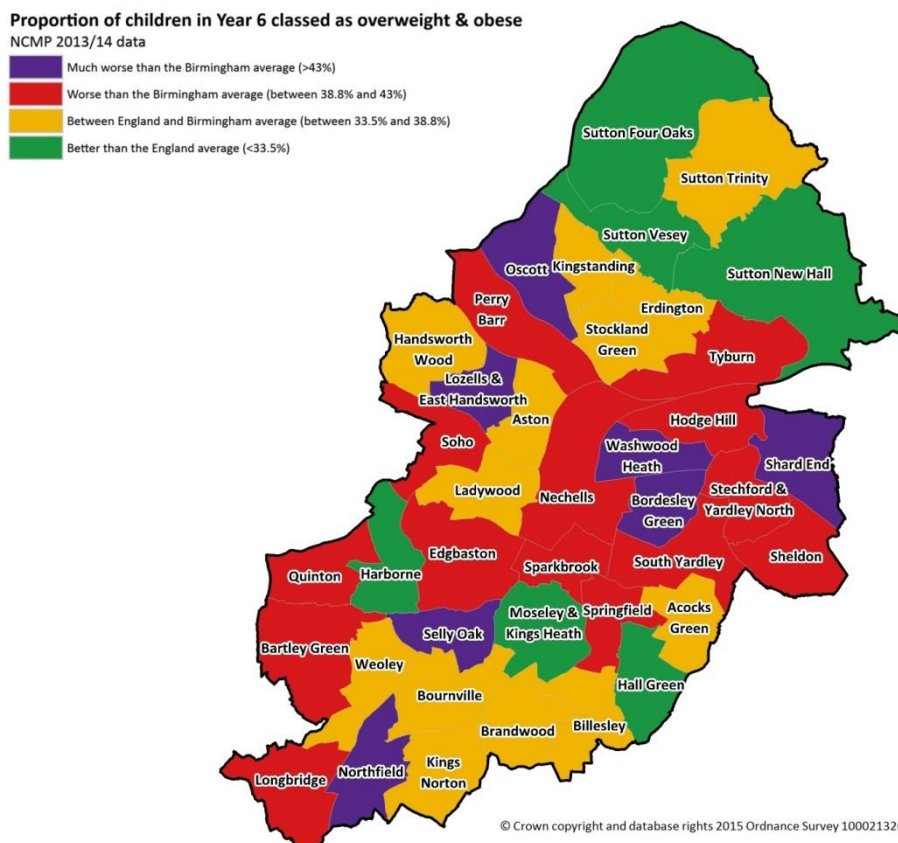 Proportion of children in Year 6 classed as overweight & obese
NCMP 2013/14 data
Much worse than the Birmingham average (>43%)
Worse than the Birmingham average (between 38.8% and 43%)
Between England and Birmingham average (between 33.5% and 38.8%)
Better than the England average (<33.5%)
Sutton Four Oaks
Sutton Trinity
Sutton Vesey
Sutton New Hall
Oscott
Kingstanding
Perry
Barr
Erdington
Stockland
Green
Tyburn
Handsworth
Wood
Lozells &
East Handsworth
Aston
Hodge Hill
Soho
Washwood
Heath
Shard End
Ladywood
Nechells
Bordesley
Green
Stechford &
Yardley North
Edgbaston
Sparkbrook
South Yardley
Sheldon
Quinton
Harborne
Moseley &
Kings Heath
Springfield
Acocks
Green
Bartley Green
Selly Oak
Weoley
Hall Green
Bournville
Brandwood
Billesley
Longbridge
Northfield
Kings
Norton
© Crown copyright and database rights 2015 Ordnance Survey 10002132